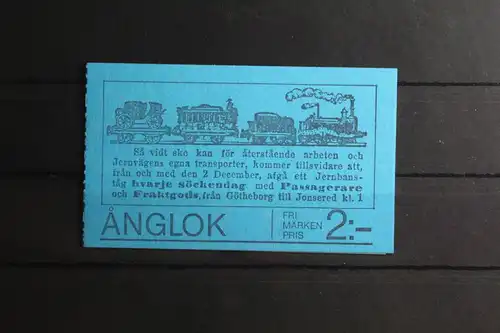 Så vidt ske kan för återstående arbeten och
Jernvägens egna transporter, kommer tillsvidare att,
från och med den 2 December, afgå ett Jernbans-
tåg hvarje söckendag med Passagerare
och Fraktgods, från Götheborg till Jonsered kl. 1
ÅNGLOK
FRI
MÄRKEN
PRIS
2:-